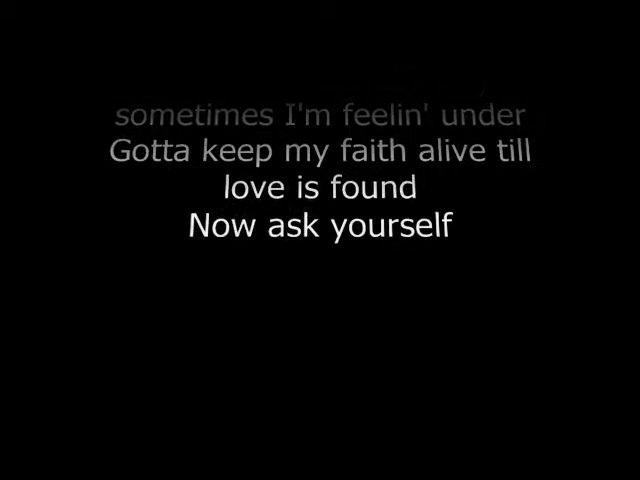 sometimes I'm feelin' under
Gotta keep my faith alive till
love is found
Now ask yourself